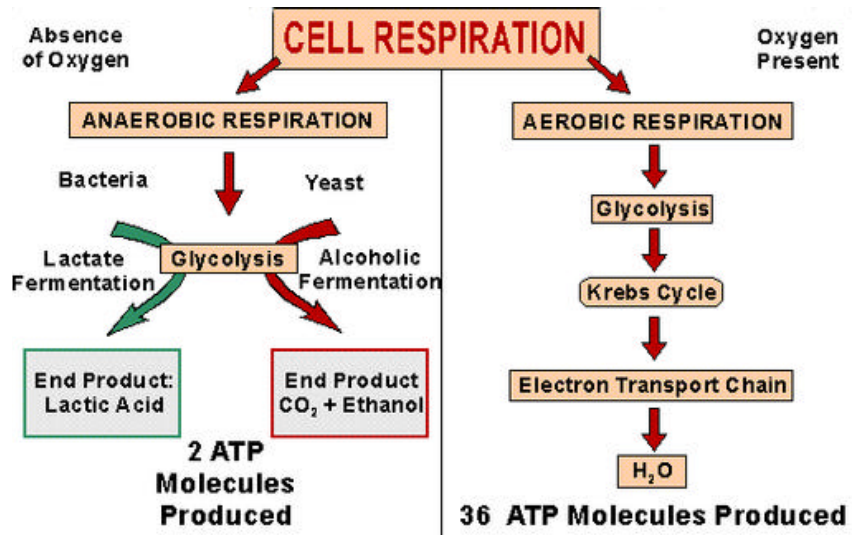 CELL RESPIRATION
Absence
of Oxygen
ANAEROBIC RESPIRATION
Bacteria
Yeast
Glycolysis
Lactate
Fermentation
Alcoholic
Fermentation
End Product:
Lactic Acid
End Product
CO₂ + Ethanol
2 ATP
Molecules
Produced
Oxygen
Present
AEROBIC RESPIRATION
Glycolysis
Krebs Cycle
Electron Transport Chain
H₂O
36 ATP Molecules Produced